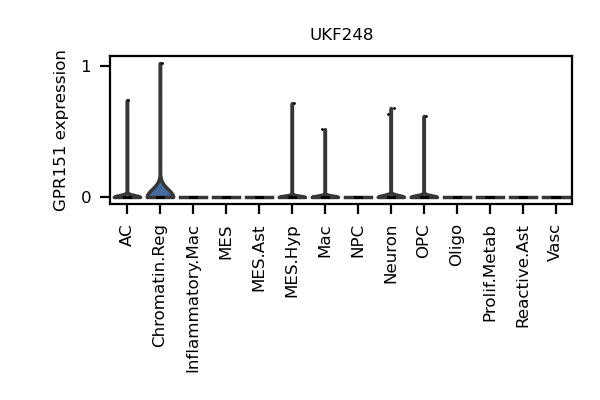 UKF248
GPR151 expression
1
0
AC
Chromatin.Reg
Inflammatory.Mac
MES
MES.Ast
MES.Hyp
Mac
NPC
Neuron
OPC
Oligo
Prolif.Metab
Reactive.Ast
Vasc